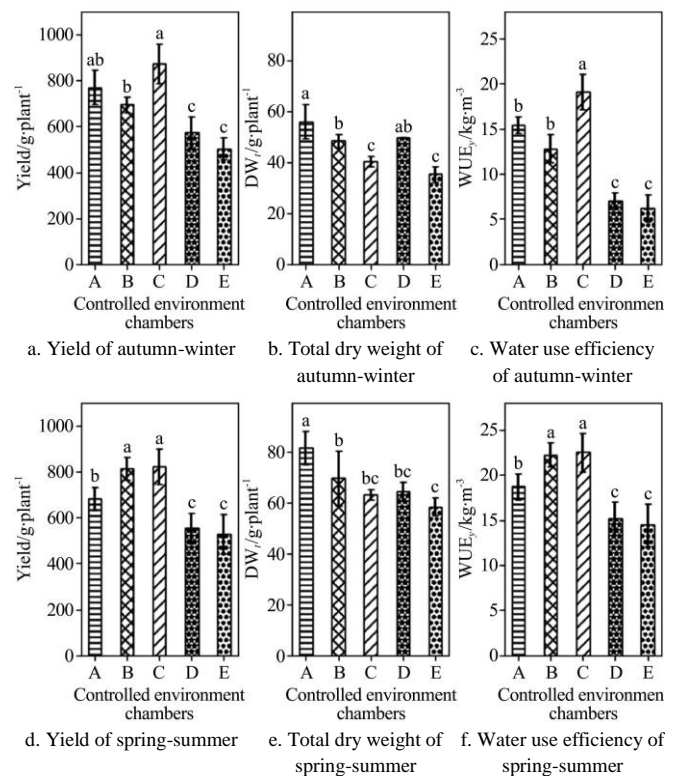 1000
800
600
400
200
0
Yield/g·plant⁻¹
ab
b
c
c
c
A B C D E
Controlled environment
chambers
a. Yield of autumn-winter
80
60
40
20
0
DWₜ/g·plant⁻¹
a
b
c
ab
c
A B C D E
Controlled environment
chambers
b. Total dry weight of
autumn-winter
25
20
15
10
5
0
WUEᵧ/kg·m⁻³
b
b
a
c
c
A B C D E
Controlled environmen
chambers
c. Water use efficiency
of autumn-winter
1000
800
600
400
200
0
Yield/g·plant⁻¹
b
a
a
c
c
A B C D E
Controlled environment
chambers
d. Yield of spring-summer
80
60
40
20
0
DWₜ/g·plant⁻¹
a
b
bc
bc
c
A B C D E
Controlled environment
chambers
e. Total dry weight of
spring-summer
25
20
15
10
5
0
WUEᵧ/kg·m⁻³
b
a
a
c
c
A B C D E
Controlled environmen
chambers
f. Water use efficiency of
spring-summer